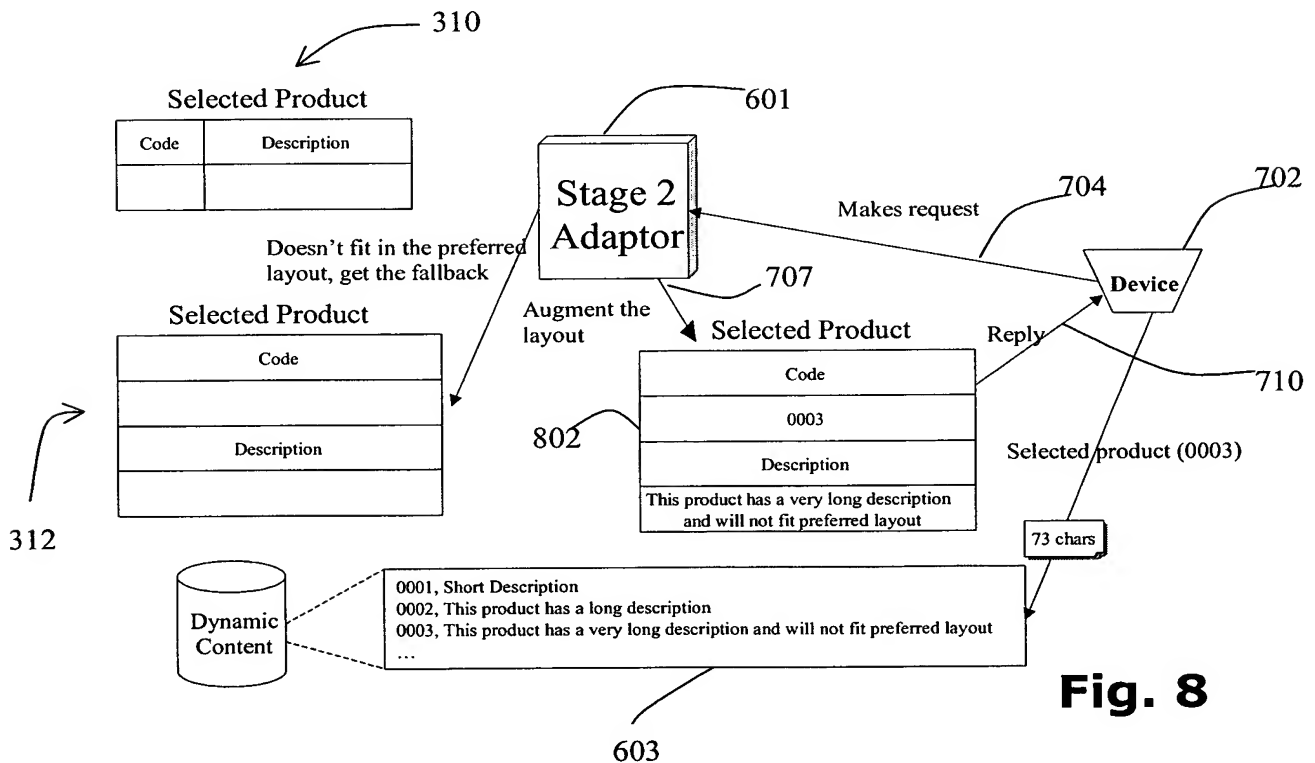 310
Selected Product
Code
Description
601
Stage 2
Adaptor
Makes request
704
702
Device
Doesn't fit in the preferred
layout, get the fallback
707
Augment the
layout
Selected Product
Code
Description
312
Selected Product
Code
0003
Description
This product has a very long description
and will not fit preferred layout
802
Reply
710
Selected product (0003)
73 chars
Dynamic
Content
0001, Short Description
0002, This product has a long description
0003, This product has a very long description and will not fit preferred layout
...
603
Fig. 8